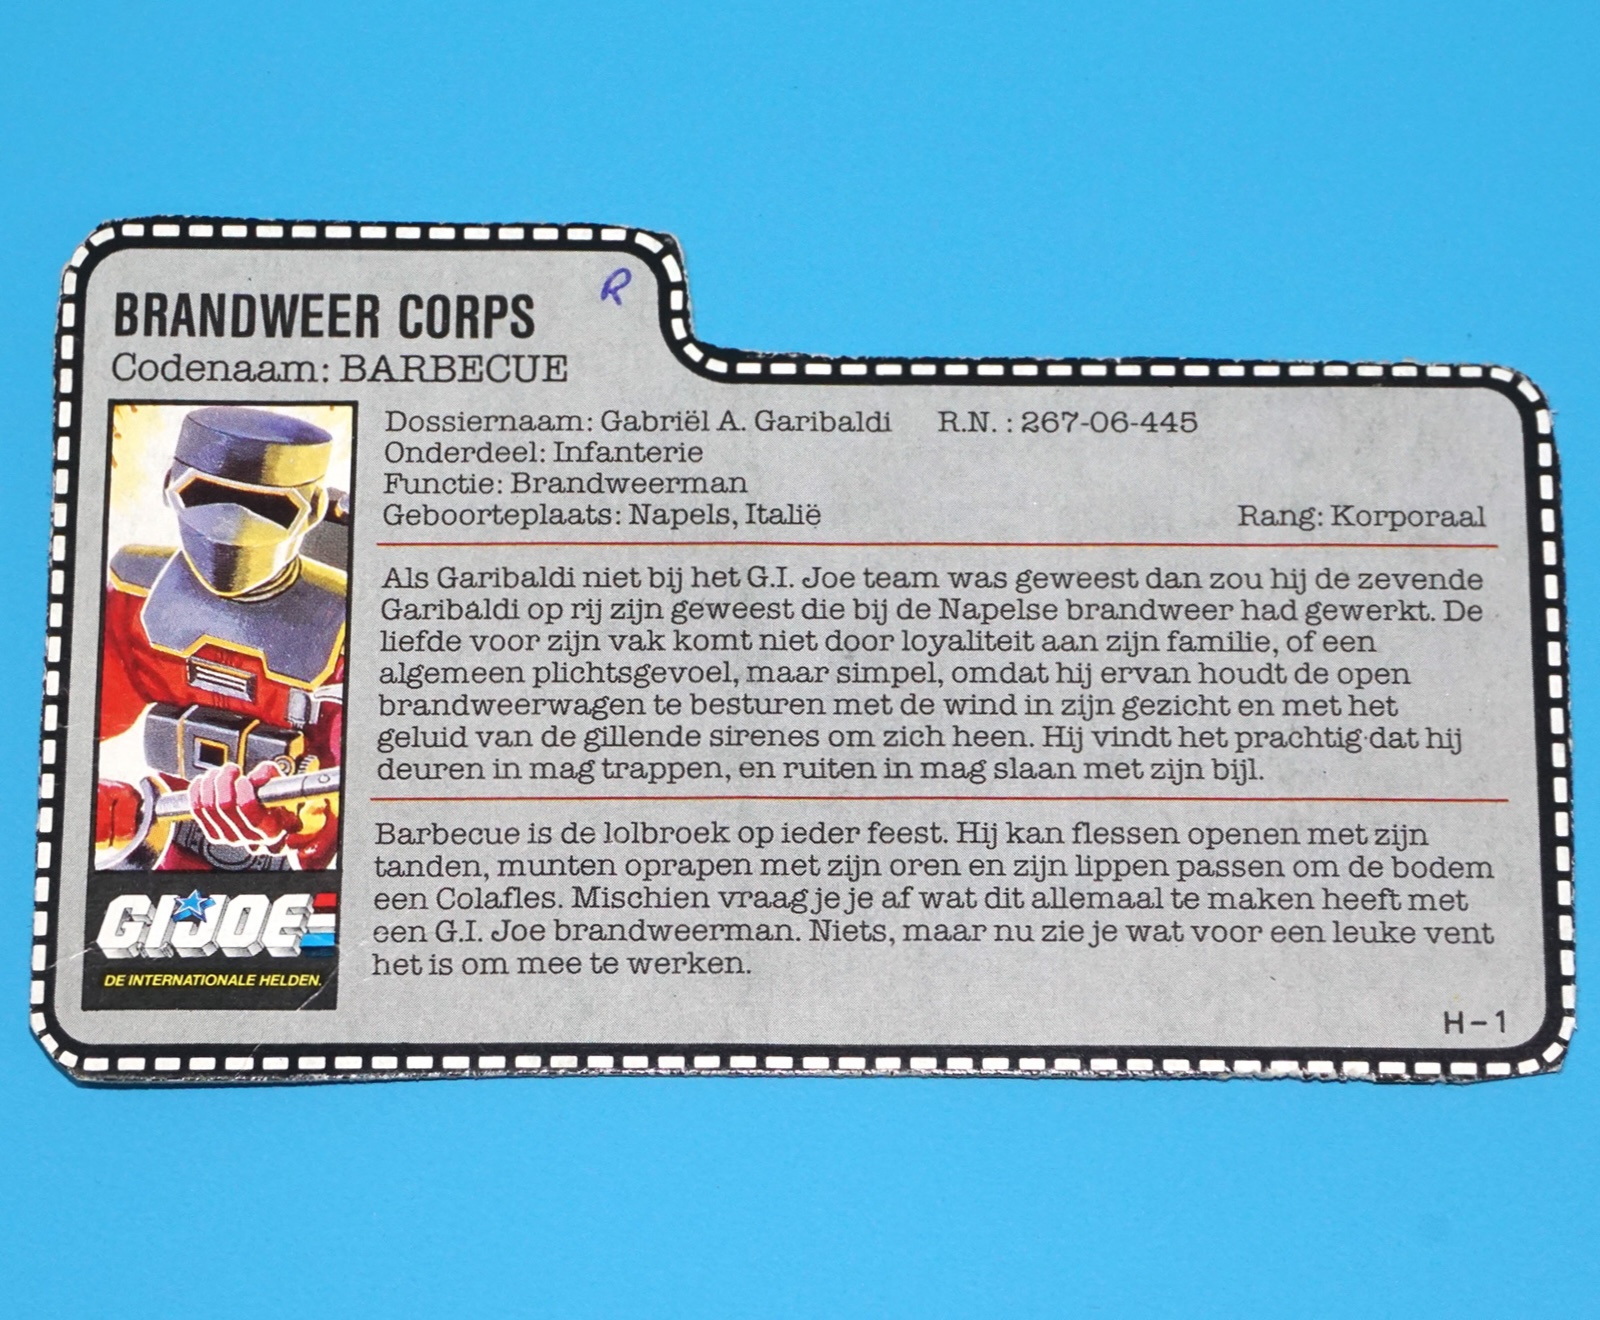 R
BRANDWEER CORPS
Codenaam: BARBECUE
Dossiernaam: Gabriël A. Garibaldi R.N. : 267-06-445
Onderdeel: Infanterie
Functie: Brandweerman
Geboorteplaats: Napels, Italië Rang: Korporaal
Als Garibaldi niet bij het G.I. Joe team was geweest dan zou hij de zevende
Garibaldi op rij zijn geweest die bij de Napelse brandweer had gewerkt. De
liefde voor zijn vak komt niet door loyaliteit aan zijn familie, of een
algemeen plichtsgevoel, maar simpel, omdat hij ervan houdt de open
brandweerwagen te besturen met de wind in zijn gezicht en met het
geluid van de gillende sirenes om zich heen. Hij vindt het prachtig dat hij
deuren in mag trappen, en ruiten in mag slaan met zijn bijl.
Barbecue is de lolbroek op ieder feest. Hij kan flessen openen met zijn
tanden, munten oprapen met zijn oren en zijn lippen passen om de bodem
een Colafles. Mischien vraag je je af wat dit allemaal te maken heeft met
een G.I. Joe brandweerman. Niets, maar nu zie je wat voor een leuke vent
het is om mee te werken.
GIJOE
DE INTERNATIONALE HELDEN.
H-1